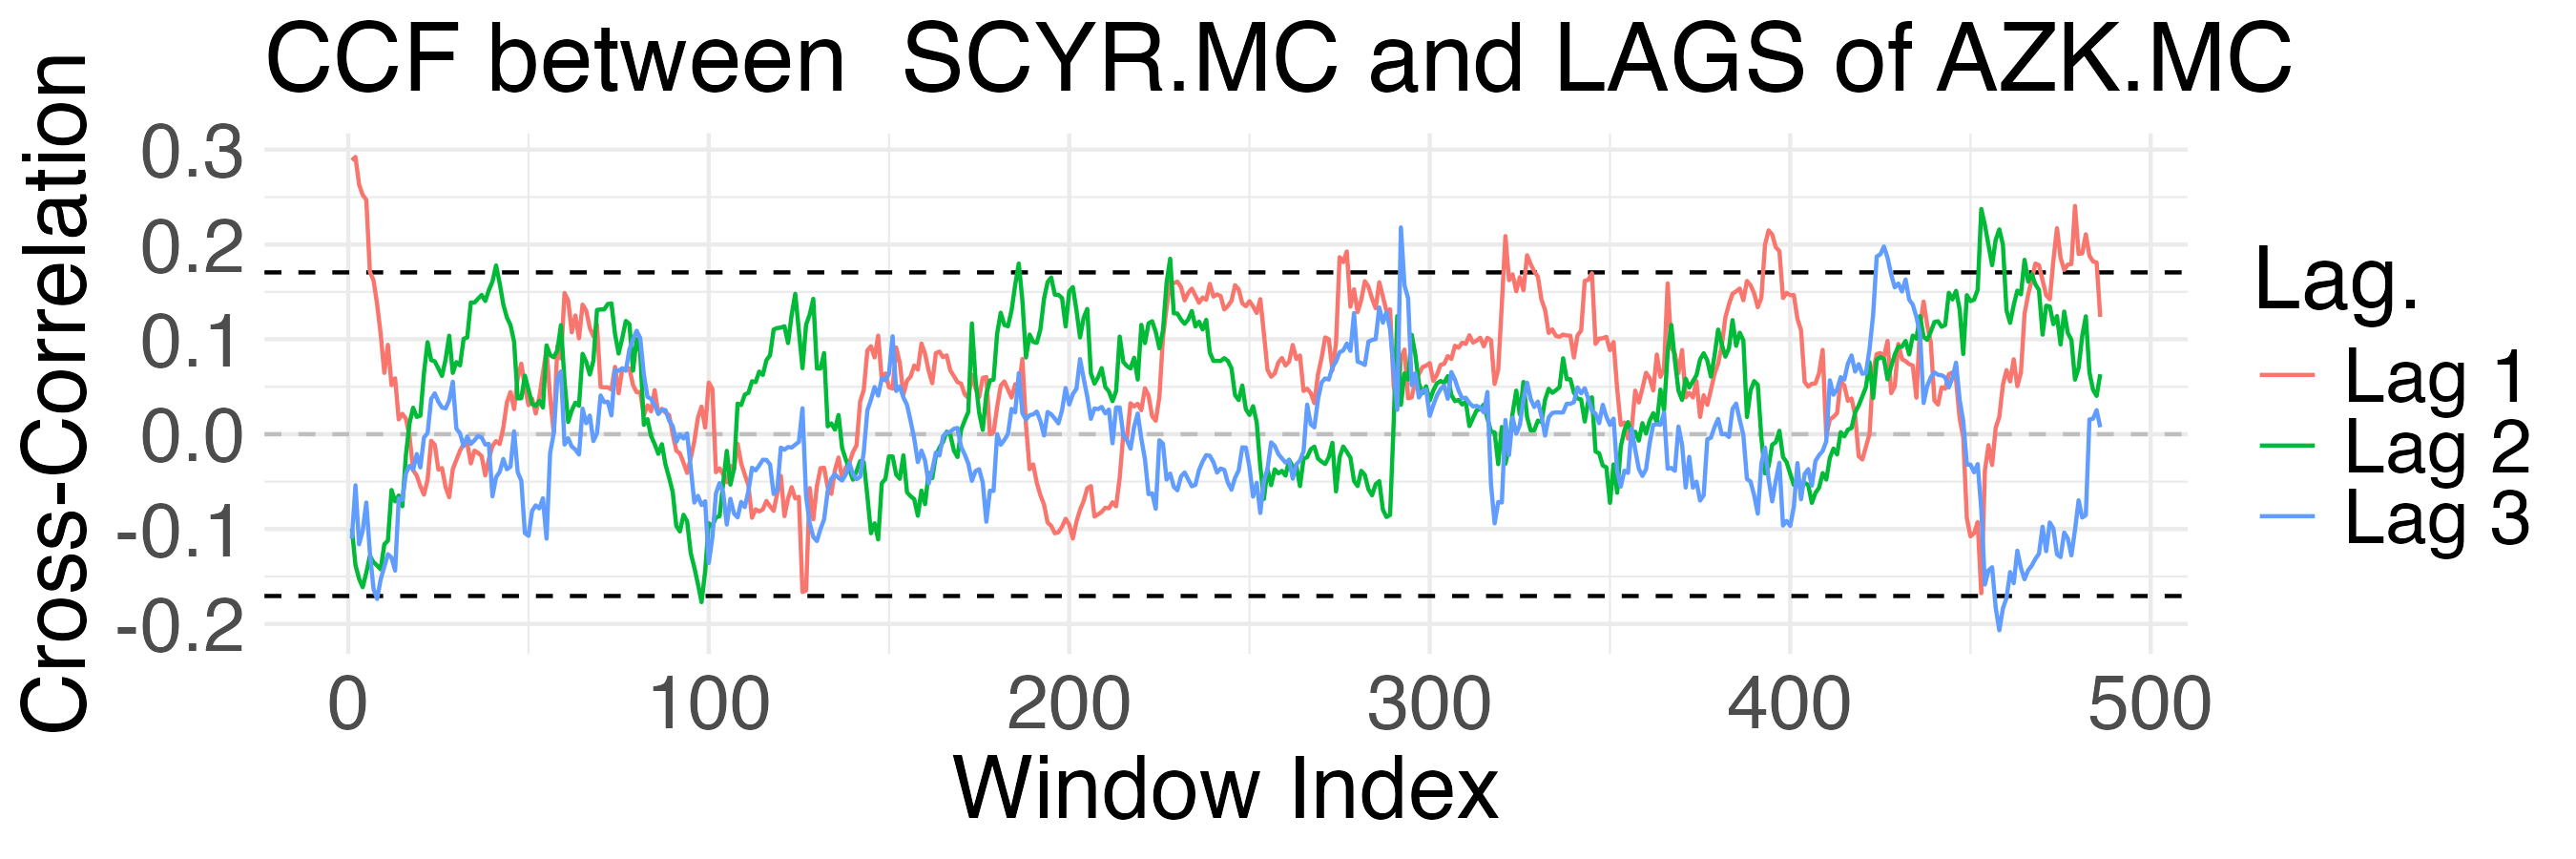 CCF between  SCYR.MC and LAGS of AZK.MC
Cross-Correlation
0.3
0.2
0.1
0.0
-0.1
-0.2
0 100 200 300 400 500
Window Index
Lag.
Lag 1
Lag 2
Lag 3